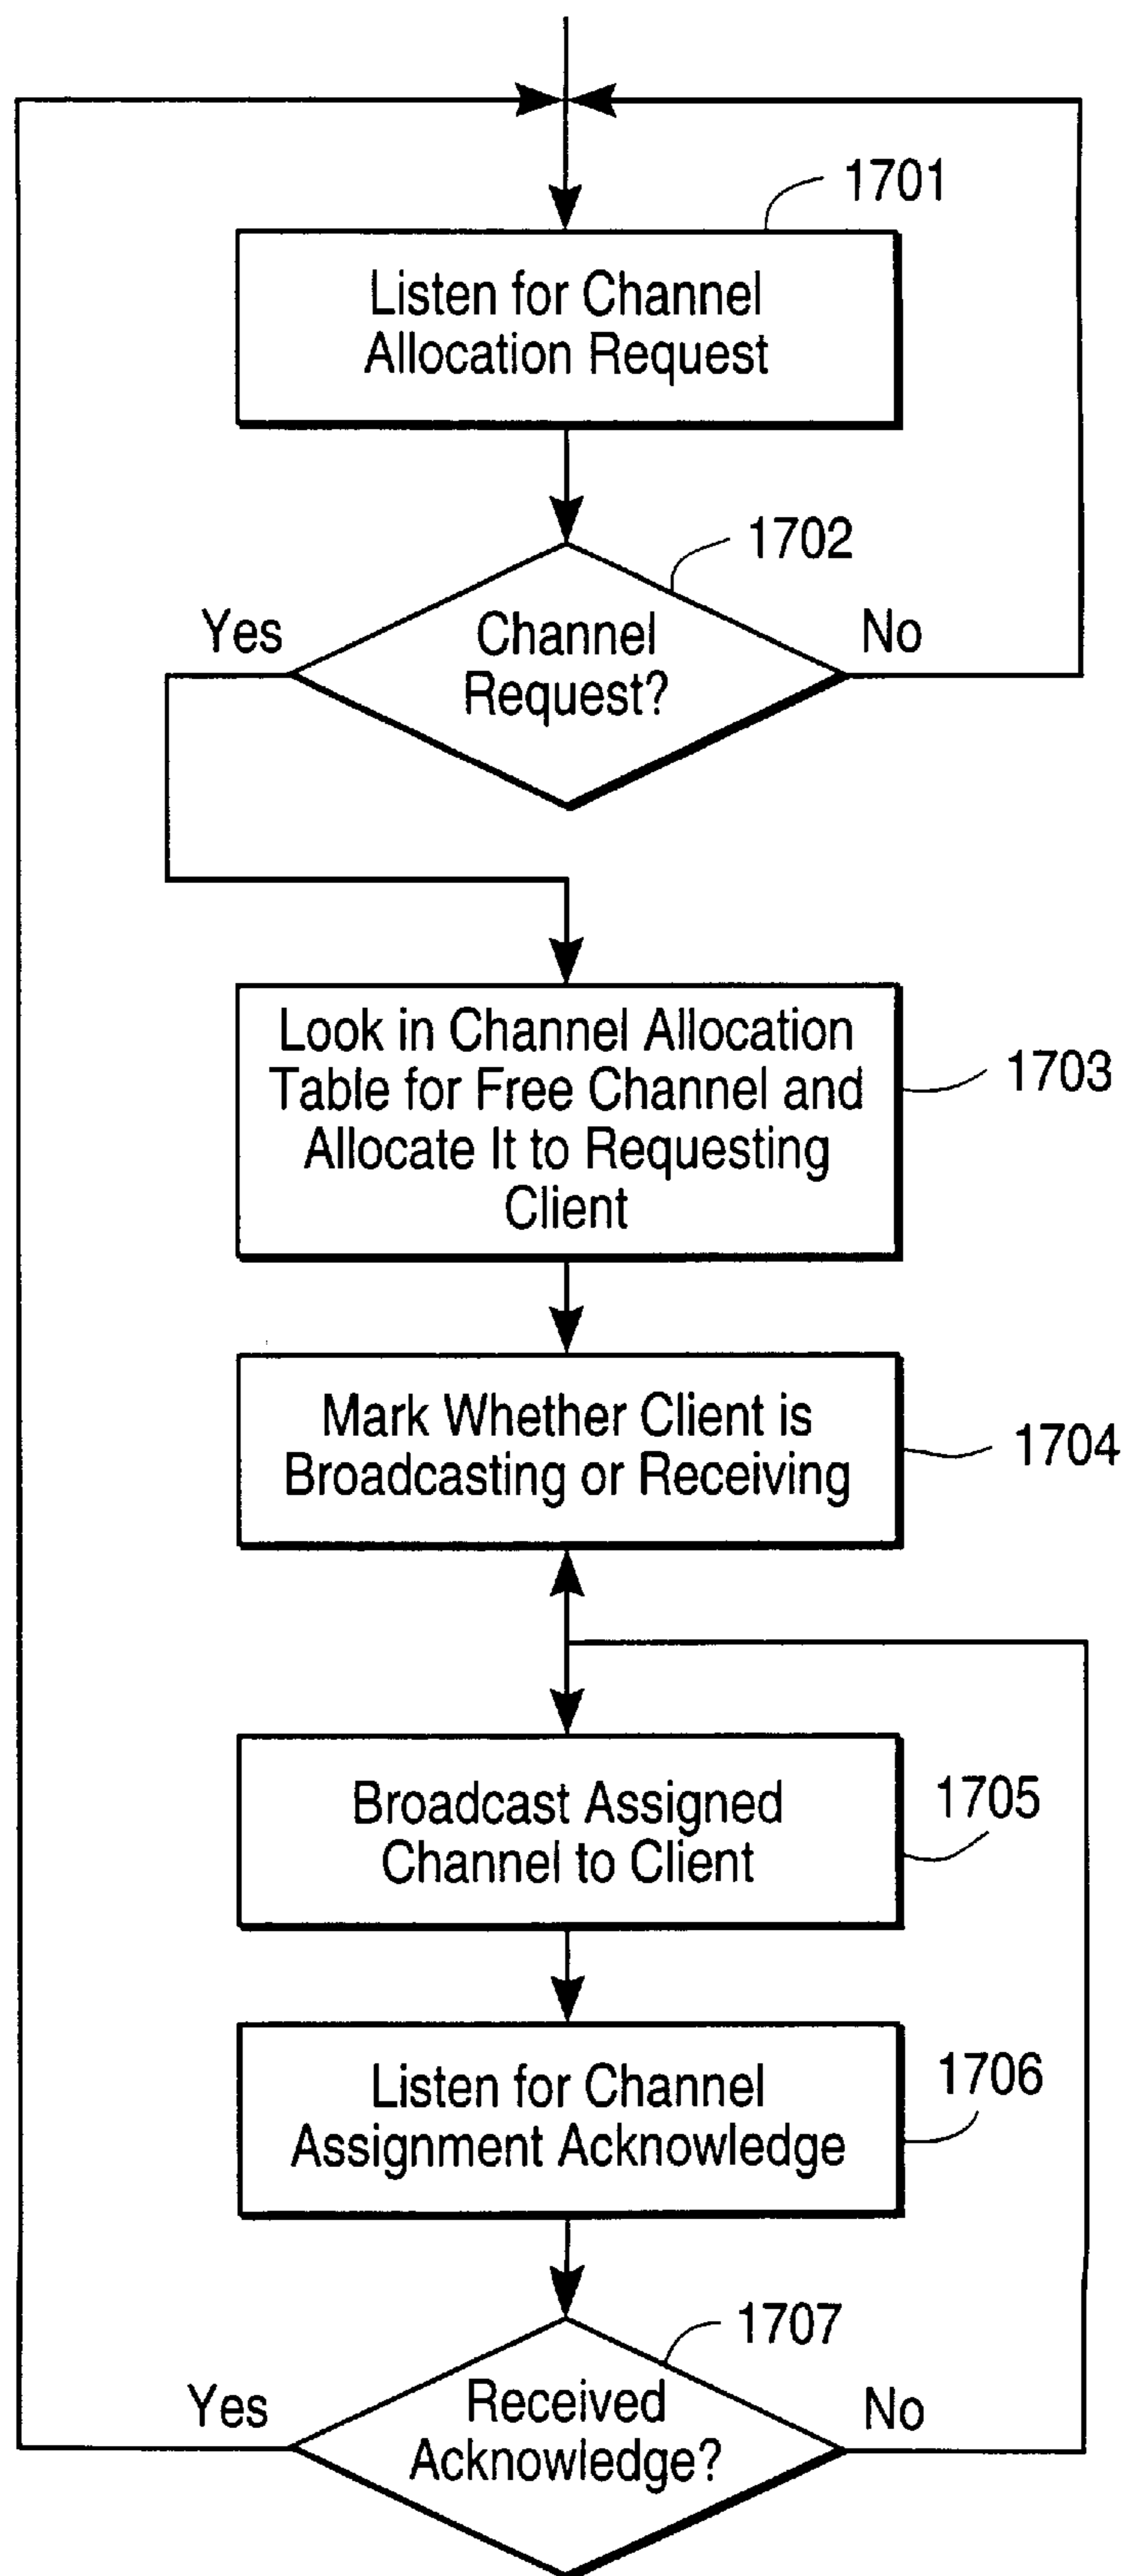 1701
Listen for Channel
Allocation Request
1702
Yes
Channel
Request?
No
Look in Channel Allocation
Table for Free Channel and
Allocate It to Requesting
Client
1703
Mark Whether Client is
Broadcasting or Receiving
1704
Broadcast Assigned
Channel to Client
1705
Listen for Channel
Assignment Acknowledge
1706
1707
Yes
Received
Acknowledge?
No